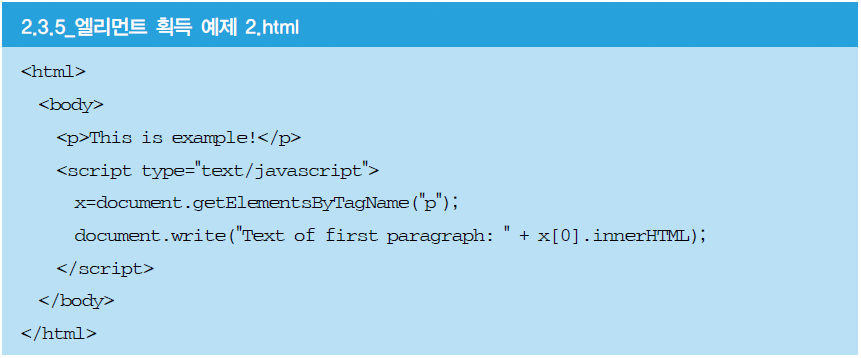 2.3.5_엘리먼트 획득 예제 2.html
<html>
<body>
<p>This is example!</p>
<script type="text/javascript">
x=document.getElementsByTagName("p");
document.write("Text of first paragraph: " + x[0].innerHTML);
</script>
</body>
</html>